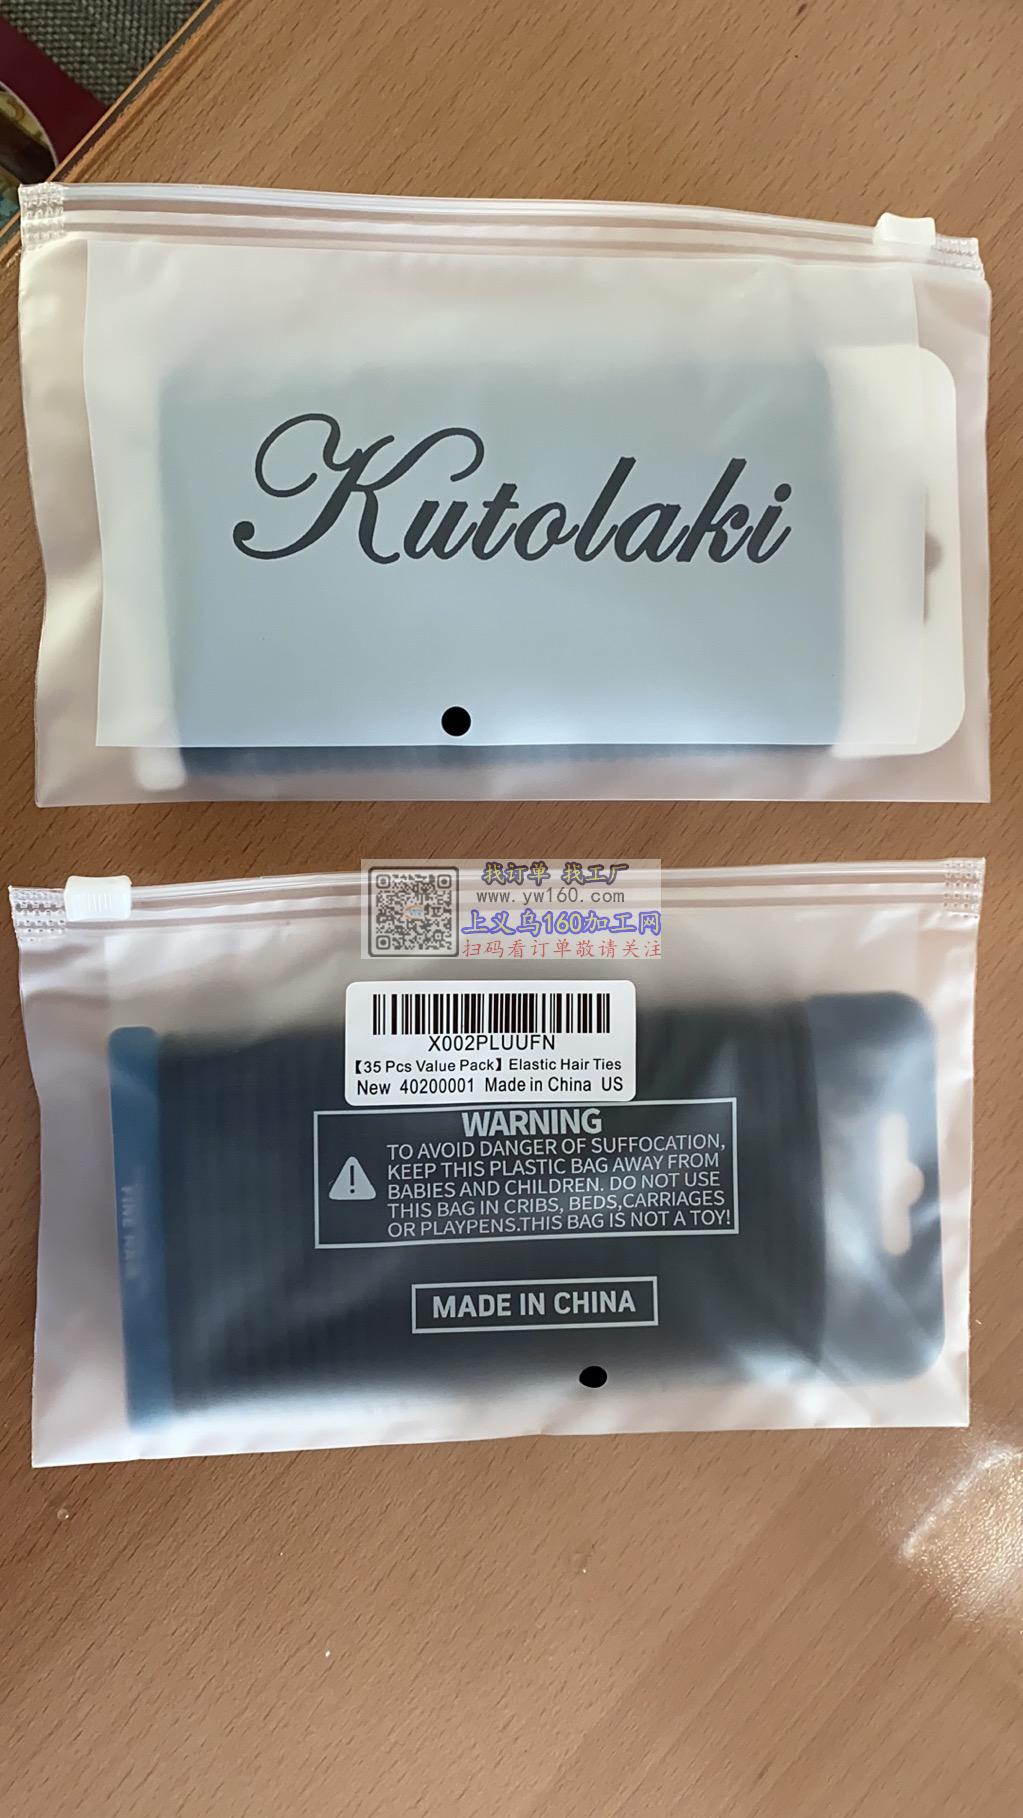 Kutolaki
找订单 找工厂
www.yw160.com
上义乌160加工网
扫码看订单敬请关注
X002PLUUFN
【35 Pcs Value Pack】Elastic Hair Ties
New 40200001 Made in China US
WARNING
TO AVOID DANGER OF SUFFOCATION,
KEEP THIS PLASTIC BAG AWAY FROM
BABIES AND CHILDREN. DO NOT USE
THIS BAG IN CRIBS, BEDS,CARRIAGES
OR PLAYPENS.THIS BAG IS NOT A TOY!
MADE IN CHINA